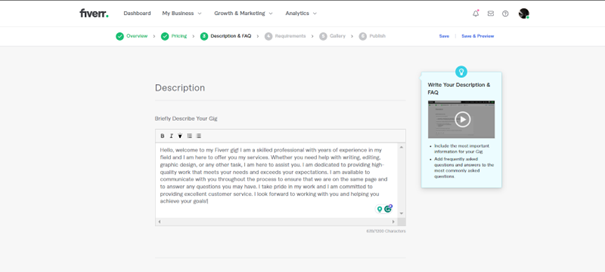 fiverr.
Dashboard
My Business
Growth & Marketing
Analytics
Overview
Pricing
3 Description & FAQ
4 Requirements
5 Gallery
6 Publish
Save
Save & Preview
Description
Briefly Describe Your Gig
B I
Hello, welcome to my Fiverr gig! I am a skilled professional with years of experience in my
field and I am here to offer you my services. Whether you need help with writing, editing,
graphic design, or any other task, I am here to assist you. I am dedicated to providing high-
quality work that meets your needs and exceeds your expectations. I am available to
communicate with you throughout the process to ensure that we are on the same page and
to answer any questions you may have. I take pride in my work and I am committed to
providing excellent customer service. I look forward to working with you and helping you
achieve your goals!
Characters
Write Your Description &
FAQ
Include the most important
information for your Gig
Add frequently asked
questions and answers to the
most commonly asked
questions.